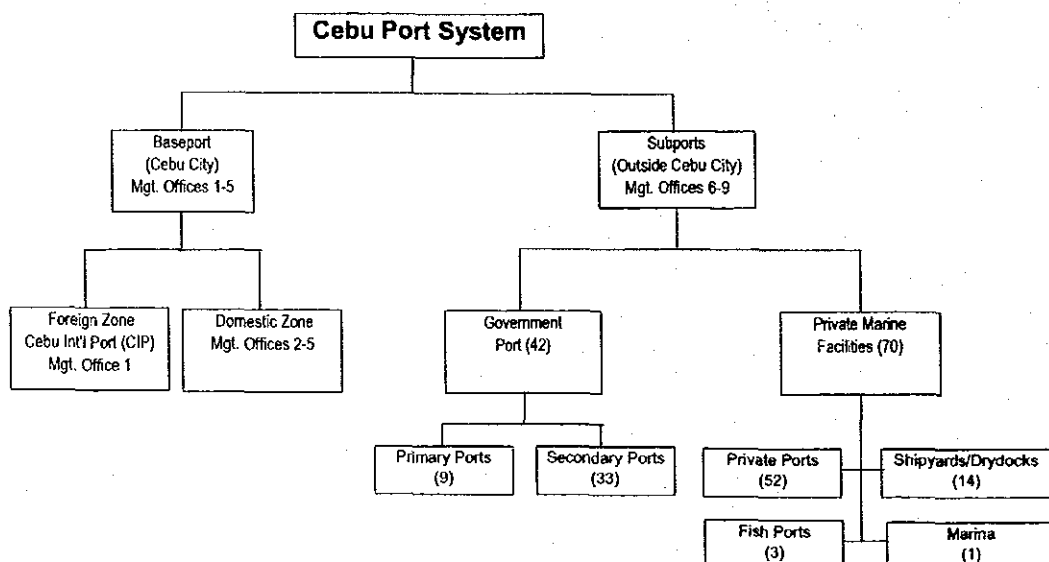 Cebu Port System
Baseport
(Cebu City)
Mgt. Offices 1-5
Subports
(Outside Cebu City)
Mgt. Offices 6-9
Foreign Zone
Cebu Int'l Port (CIP)
Mgt. Office 1
Domestic Zone
Mgt. Offices 2-5
Government
Port (42)
Private Marine
Facilities (70)
Primary Ports
(9)
Secondary Ports
(33)
Private Ports
(52)
Shipyards/Drydocks
(14)
Fish Ports
(3)
Marina
(1)